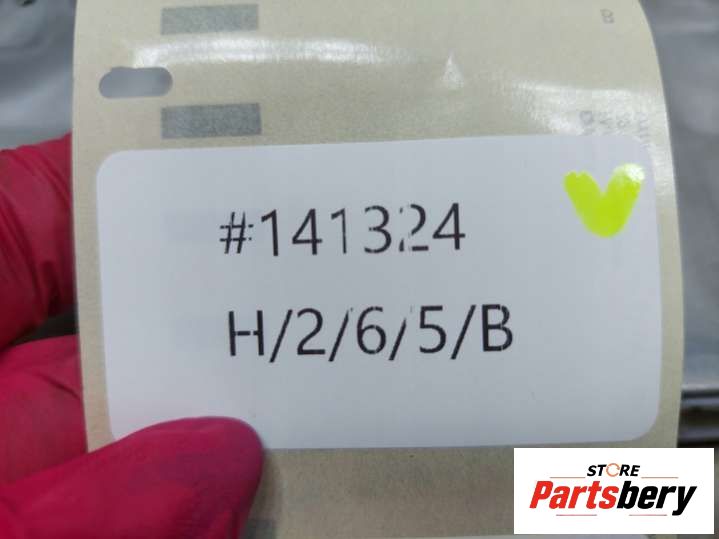 #141324
H/2/6/5/B
STORE
Partsbery